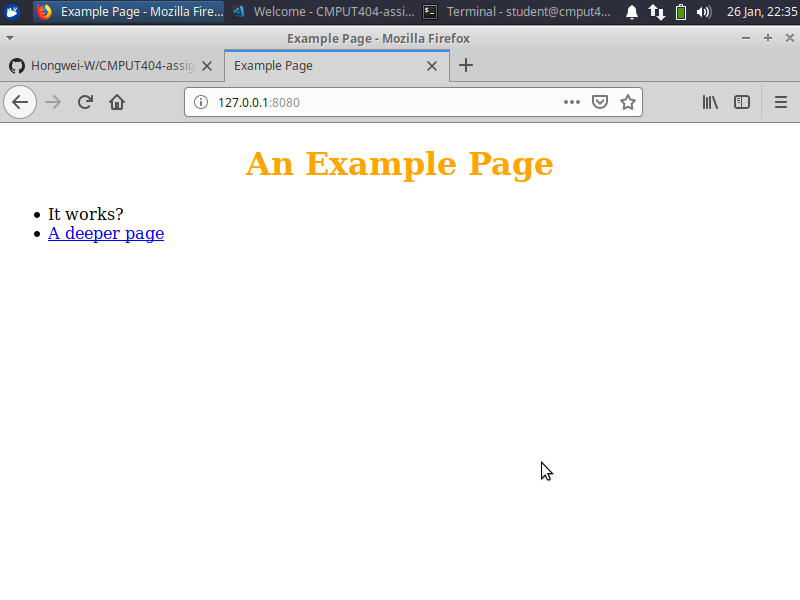 Example Page - Mozilla Fire... Welcome - CMPUT404-assi... Terminal - student@cmput4... 26 Jan, 22:35
Example Page - Mozilla Firefox
Hongwei-W/CMPUT404-assig Example Page
127.0.0.1:8080
An Example Page
It works?
A deeper page